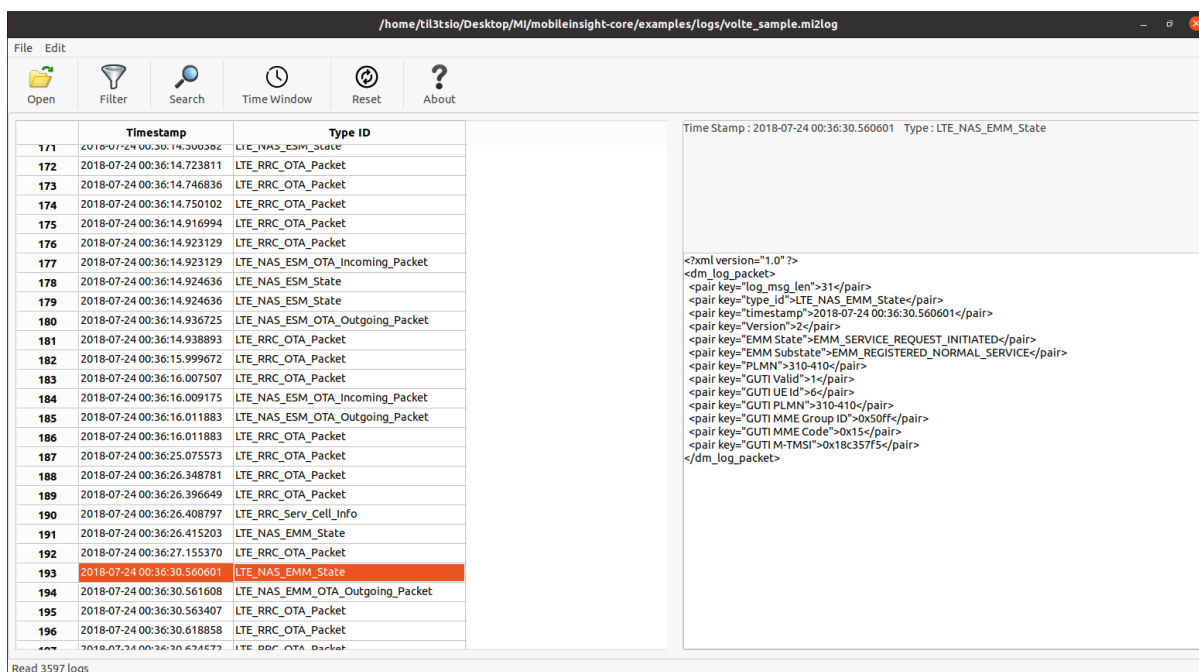 /home/til3tsio/Desktop/MI/mobileinsight-core/examples/logs/volte_sample.mi2log
File Edit
Open Filter Search Time Window Reset About
Timestamp Type ID
171 2018-07-24 00:36:14.506382 LTE_NAS_ESM_State
172 2018-07-24 00:36:14.723811 LTE_RRC_OTA_Packet
173 2018-07-24 00:36:14.746836 LTE_RRC_OTA_Packet
174 2018-07-24 00:36:14.750102 LTE_RRC_OTA_Packet
175 2018-07-24 00:36:14.916994 LTE_RRC_OTA_Packet
176 2018-07-24 00:36:14.923129 LTE_RRC_OTA_Packet
177 2018-07-24 00:36:14.923129 LTE_NAS_ESM_OTA_Incoming_Packet
178 2018-07-24 00:36:14.924636 LTE_NAS_ESM_State
179 2018-07-24 00:36:14.924636 LTE_NAS_ESM_State
180 2018-07-24 00:36:14.936725 LTE_NAS_ESM_OTA_Outgoing_Packet
181 2018-07-24 00:36:14.938893 LTE_RRC_OTA_Packet
182 2018-07-24 00:36:15.999672 LTE_RRC_OTA_Packet
183 2018-07-24 00:36:16.007507 LTE_RRC_OTA_Packet
184 2018-07-24 00:36:16.009175 LTE_NAS_ESM_OTA_Incoming_Packet
185 2018-07-24 00:36:16.011883 LTE_NAS_ESM_OTA_Outgoing_Packet
186 2018-07-24 00:36:16.011883 LTE_RRC_OTA_Packet
187 2018-07-24 00:36:25.075573 LTE_RRC_OTA_Packet
188 2018-07-24 00:36:26.348781 LTE_RRC_OTA_Packet
189 2018-07-24 00:36:26.396649 LTE_RRC_OTA_Packet
190 2018-07-24 00:36:26.408797 LTE_RRC_Serv_Cell_Info
191 2018-07-24 00:36:26.415203 LTE_NAS_EMM_State
192 2018-07-24 00:36:27.155370 LTE_RRC_OTA_Packet
193 2018-07-24 00:36:30.560601 LTE_NAS_EMM_State
194 2018-07-24 00:36:30.561608 LTE_NAS_EMM_OTA_Outgoing_Packet
195 2018-07-24 00:36:30.563407 LTE_RRC_OTA_Packet
196 2018-07-24 00:36:30.618858 LTE_RRC_OTA_Packet
197 2018-07-24 00:36:30.624572 LTE_RRC_OTA_Packet
Time Stamp : 2018-07-24 00:36:30.560601 Type : LTE_NAS_EMM_State
<?xml version="1.0" ?>
<dm_log_packet>
<pair key="log_msg_len">31</pair>
<pair key="type_id">LTE_NAS_EMM_State</pair>
<pair key="timestamp">2018-07-24 00:36:30.560601</pair>
<pair key="Version">2</pair>
<pair key="EMM State">EMM_SERVICE_REQUEST_INITIATED</pair>
<pair key="EMM Substate">EMM_REGISTERED_NORMAL_SERVICE</pair>
<pair key="PLMN">310-410</pair>
<pair key="GUTI Valid">1</pair>
<pair key="GUTI UE Id">6</pair>
<pair key="GUTI PLMN">310-410</pair>
<pair key="GUTI MME Group ID">0x50ff</pair>
<pair key="GUTI MME Code">0x15</pair>
<pair key="GUTI M-TMSI">0x18c357f5</pair>
</dm_log_packet>
Read 3597 logs